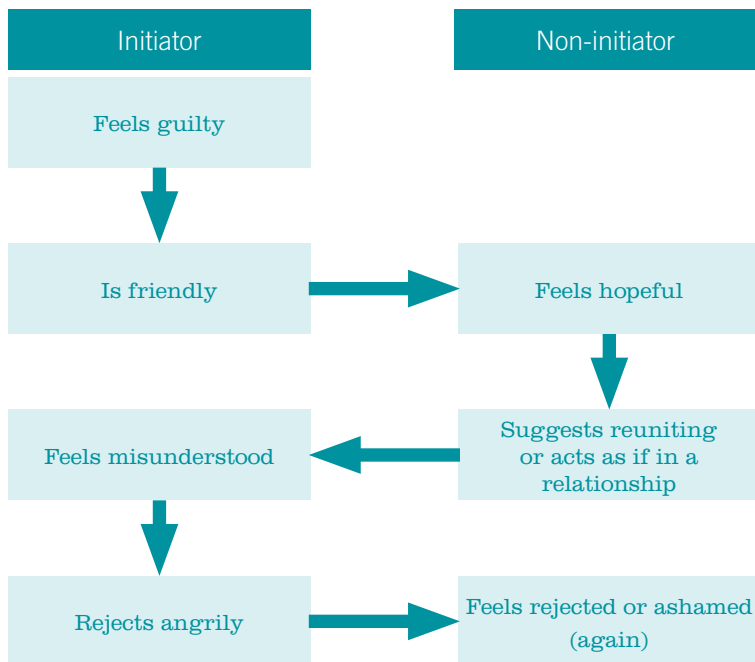 Initiator
Non-initiator
Feels guilty
Is friendly
Feels hopeful
Suggests reuniting
or acts as if in a
relationship
Feels misunderstood
Rejects angrily
Feels rejected or ashamed
(again)